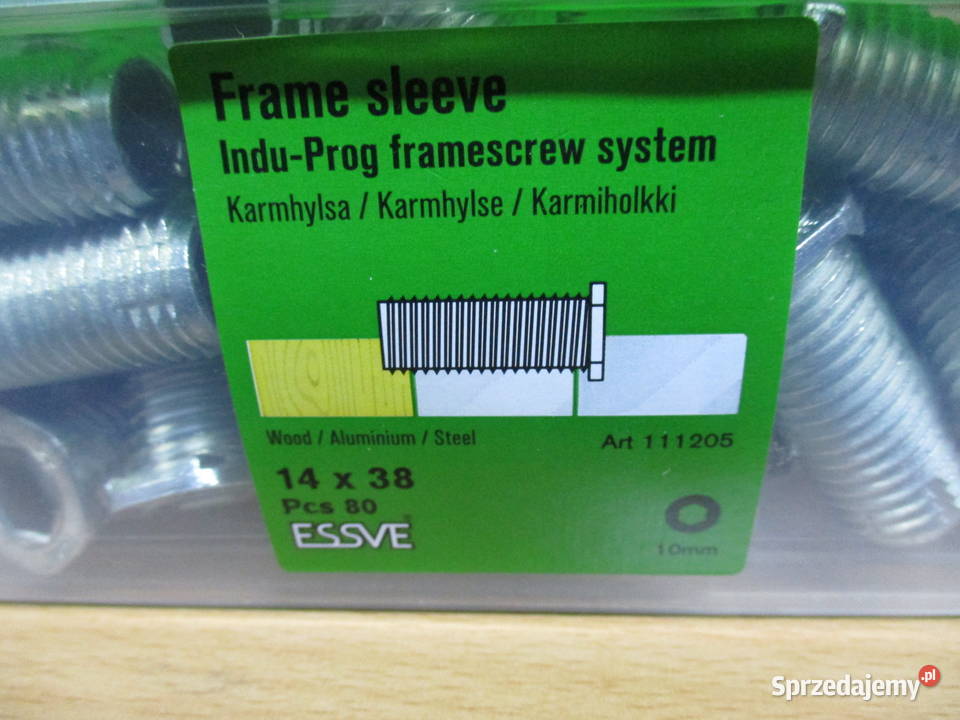 Frame sleeve
Indu-Prog framescrew system
Karmhylsa / Karmhylse / Karmiholkki
Wood / Aluminium / Steel
Art 111205
14 x 38
Pcs 80
ESSVE
10mm
Sprzedajemy.pl